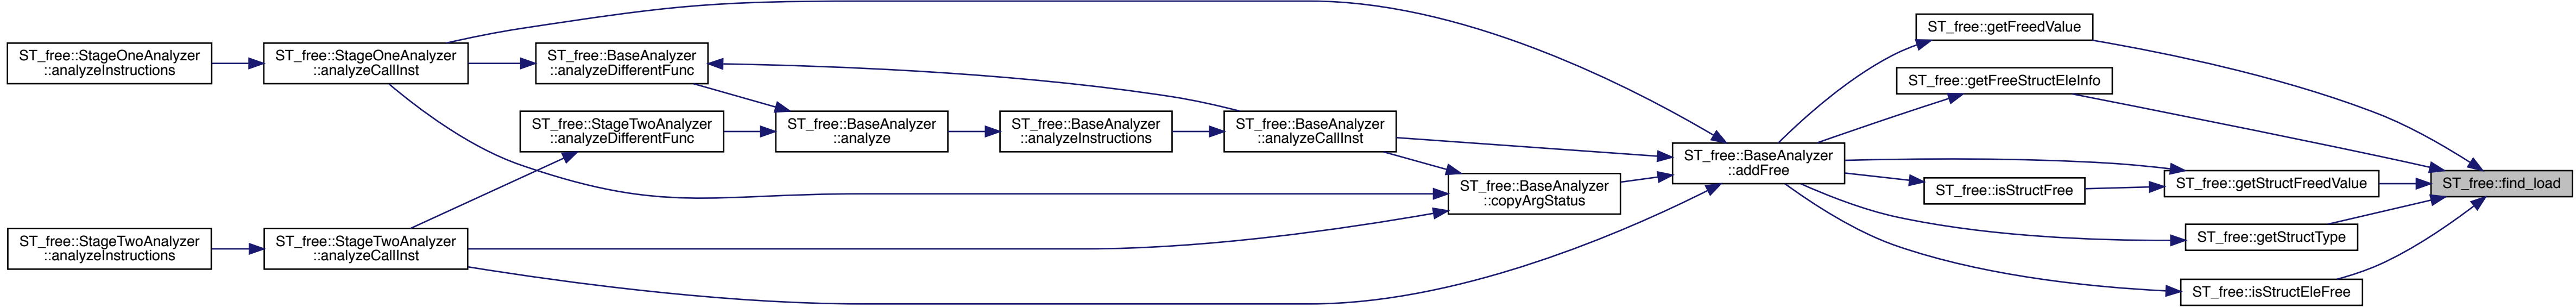 ST_free::StageOneAnalyzer
::analyzeInstructions
ST_free::StageOneAnalyzer
::analyzeCallInst
ST_free::BaseAnalyzer
::analyzeDifferentFunc
ST_free::StageTwoAnalyzer
::analyzeDifferentFunc
ST_free::BaseAnalyzer
::analyze
ST_free::BaseAnalyzer
::analyzeInstructions
ST_free::BaseAnalyzer
::analyzeCallInst
ST_free::BaseAnalyzer
::copyArgStatus
ST_free::BaseAnalyzer
::addFree
ST_free::getFreedValue
ST_free::getFreeStructEleInfo
ST_free::isStructFree
ST_free::getStructFreedValue
ST_free::find_load
ST_free::getStructType
ST_free::isStructEleFree
ST_free::StageTwoAnalyzer
::analyzeInstructions
ST_free::StageTwoAnalyzer
::analyzeCallInst